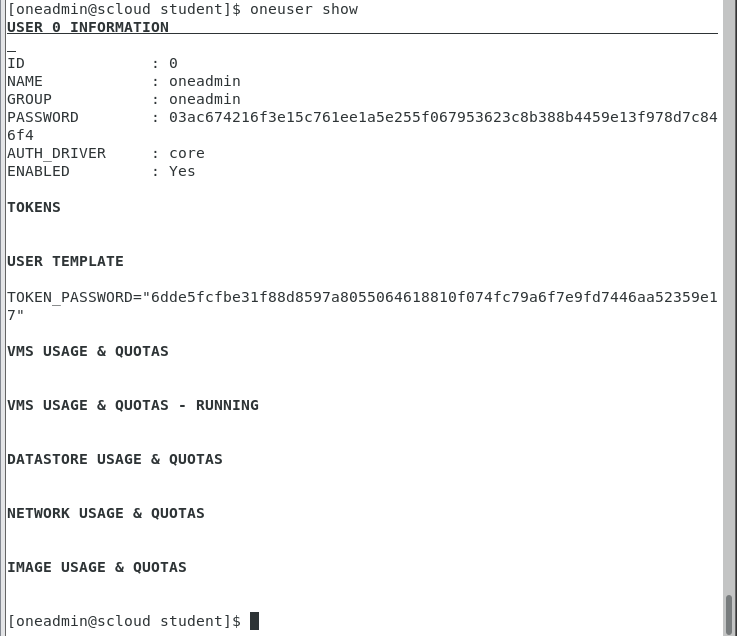 [oneadmin@scloud student]$ oneuser show
USER 0 INFORMATION
ID : 0
NAME : oneadmin
GROUP : oneadmin
PASSWORD : 03ac674216f3e15c761ee1a5e255f067953623c8b388b4459e13f978d7c84
6f4
AUTH_DRIVER : core
ENABLED : Yes
TOKENS
USER TEMPLATE
TOKEN_PASSWORD="6dde5fcfbe31f88d8597a8055064618810f074fc79a6f7e9fd7446aa52359e1
7"
VMS USAGE & QUOTAS
VMS USAGE & QUOTAS - RUNNING
DATASTORE USAGE & QUOTAS
NETWORK USAGE & QUOTAS
IMAGE USAGE & QUOTAS
[oneadmin@scloud student]$